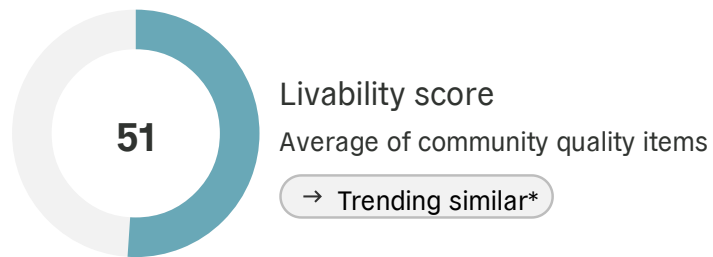 51
Livability score
Average of community quality items
→ Trending similar*